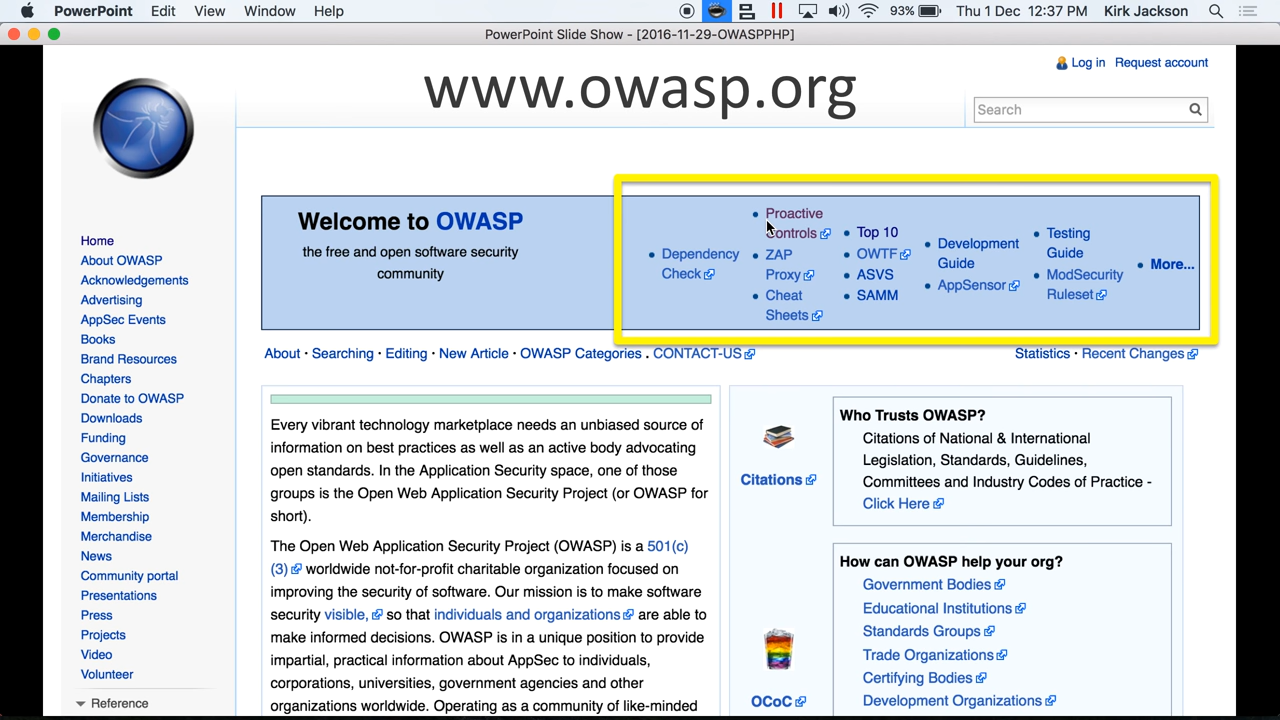 PowerPoint Edit View Window Help 93% Thu 1 Dec 12:37 PM Kirk Jackson
PowerPoint Slide Show - [2016-11-29-OWASPPHP]
Log in Request account
www.owasp.org
Search
Welcome to OWASP
the free and open software security
community
Dependency
Check
Proactive
Controls
ZAP
Proxy
Cheat
Sheets
Top 10
OWTF
ASVS
SAMM
Development
Guide
AppSensor
Testing
Guide
ModSecurity
Ruleset
More...
Home
About OWASP
Acknowledgements
Advertising
AppSec Events
Books
Brand Resources
Chapters
Donate to OWASP
Downloads
Funding
Governance
Initiatives
Mailing Lists
Membership
Merchandise
News
Community portal
Presentations
Press
Projects
Video
Volunteer
Reference
About · Searching · Editing · New Article · OWASP Categories . CONTACT-US
Statistics · Recent Changes
Every vibrant technology marketplace needs an unbiased source of
information on best practices as well as an active body advocating
open standards. In the Application Security space, one of those
groups is the Open Web Application Security Project (or OWASP for
short).
The Open Web Application Security Project (OWASP) is a 501(c)
(3) worldwide not-for-profit charitable organization focused on
improving the security of software. Our mission is to make software
security visible, so that individuals and organizations are able to
make informed decisions. OWASP is in a unique position to provide
impartial, practical information about AppSec to individuals,
corporations, universities, government agencies and other
organizations worldwide. Operating as a community of like-minded
Citations
Who Trusts OWASP?
Citations of National & International
Legislation, Standards, Guidelines,
Committees and Industry Codes of Practice -
Click Here
OCoC
How can OWASP help your org?
Government Bodies
Educational Institutions
Standards Groups
Trade Organizations
Certifying Bodies
Development Organizations